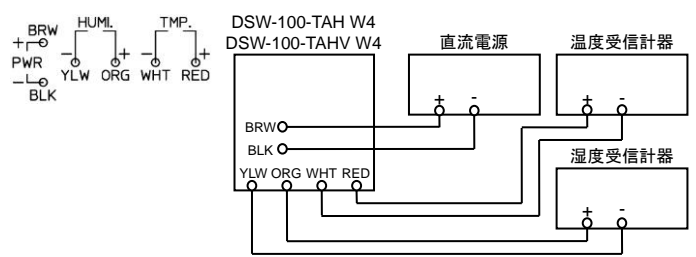 BRW
+
PWR
-
BLK
HUMI.
- +
YLW ORG
TMP.
- +
WHT RED
DSW-100-TAH W4
DSW-100-TAHV W4
BRW
BLK
YLW ORG WHT RED
直流電源
+ -
温度受信計器
+ -
湿度受信計器
+ -